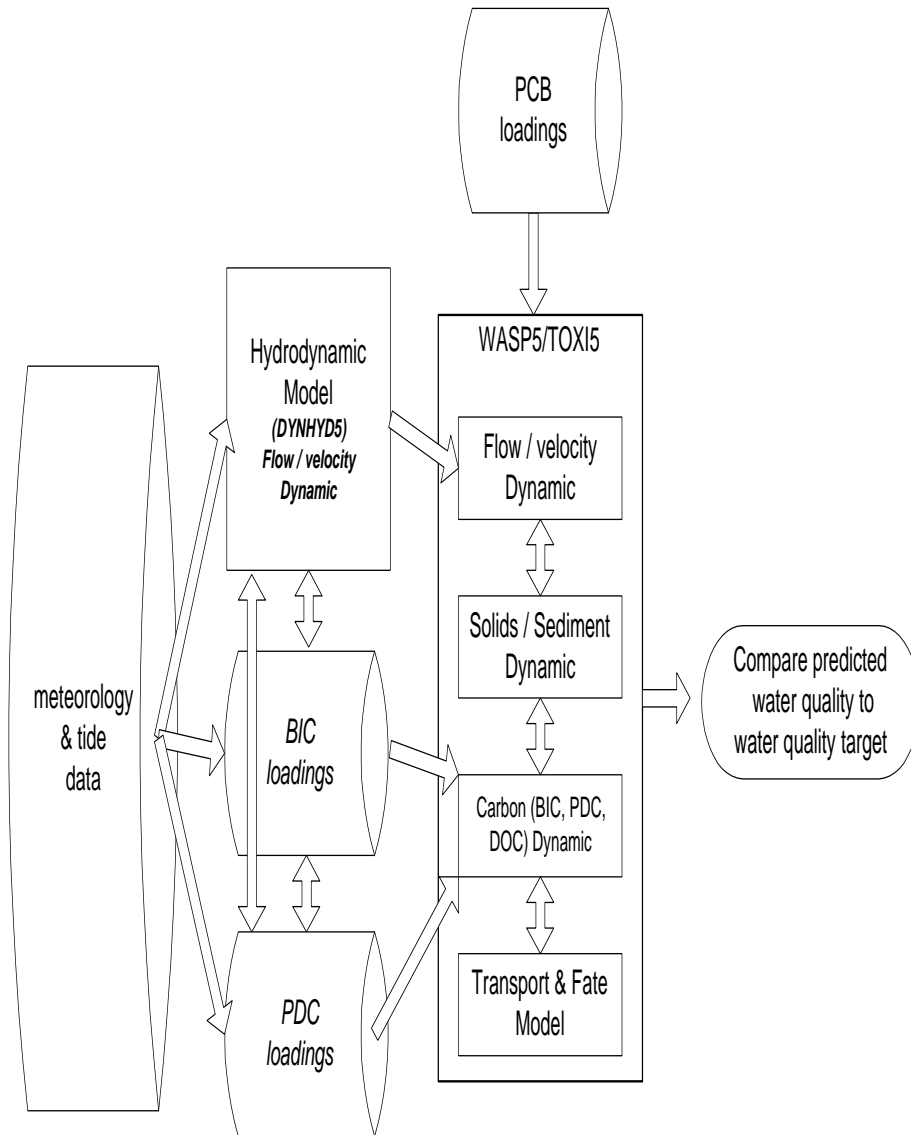 PCB
loadings
WASP5/TOXI5
Hydrodynamic
Model
(DYNHYD5)
Flow / velocity
Dynamic
Flow / velocity
Dynamic
Solids / Sediment
Dynamic
meteorology
& tide
data
BIC
loadings
Compare predicted
water quality to
water quality target
Carbon (BIC, PDC,
DOC) Dynamic
PDC
loadings
Transport & Fate
Model